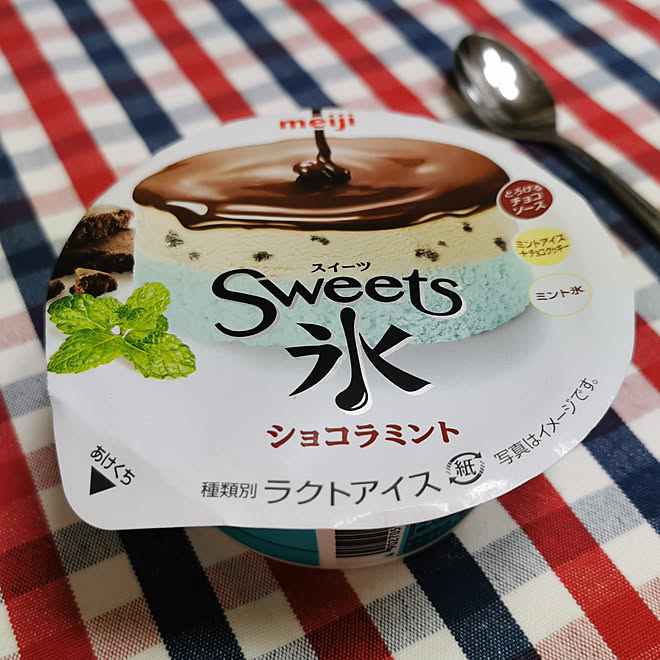 meiji
とろける
チョコ
ソース
ミントアイス
+チョコクッキー
ミント氷
スイーツ
Sweets
氷
ショコラミント
あけくち
種類別 ラクトアイス
紙
写真はイメージです。